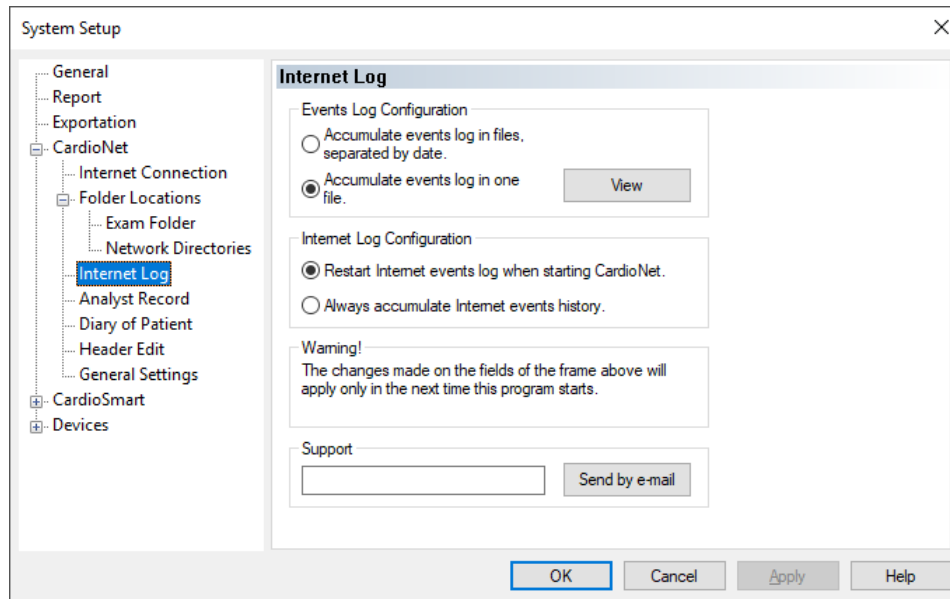 System Setup
General
Report
Exportation
CardioNet
Internet Connection
Folder Locations
Exam Folder
Network Directories
Internet Log
Analyst Record
Diary of Patient
Header Edit
General Settings
CardioSmart
Devices
Internet Log
Events Log Configuration
Accumulate events log in files,
separated by date.
Accumulate events log in one
file.
View
Internet Log Configuration
Restart Internet events log when starting CardioNet.
Always accumulate Internet events history.
Warning!
The changes made on the fields of the frame above will
apply only in the next time this program starts.
Support
Send by e-mail
OK
Cancel
Apply
Help